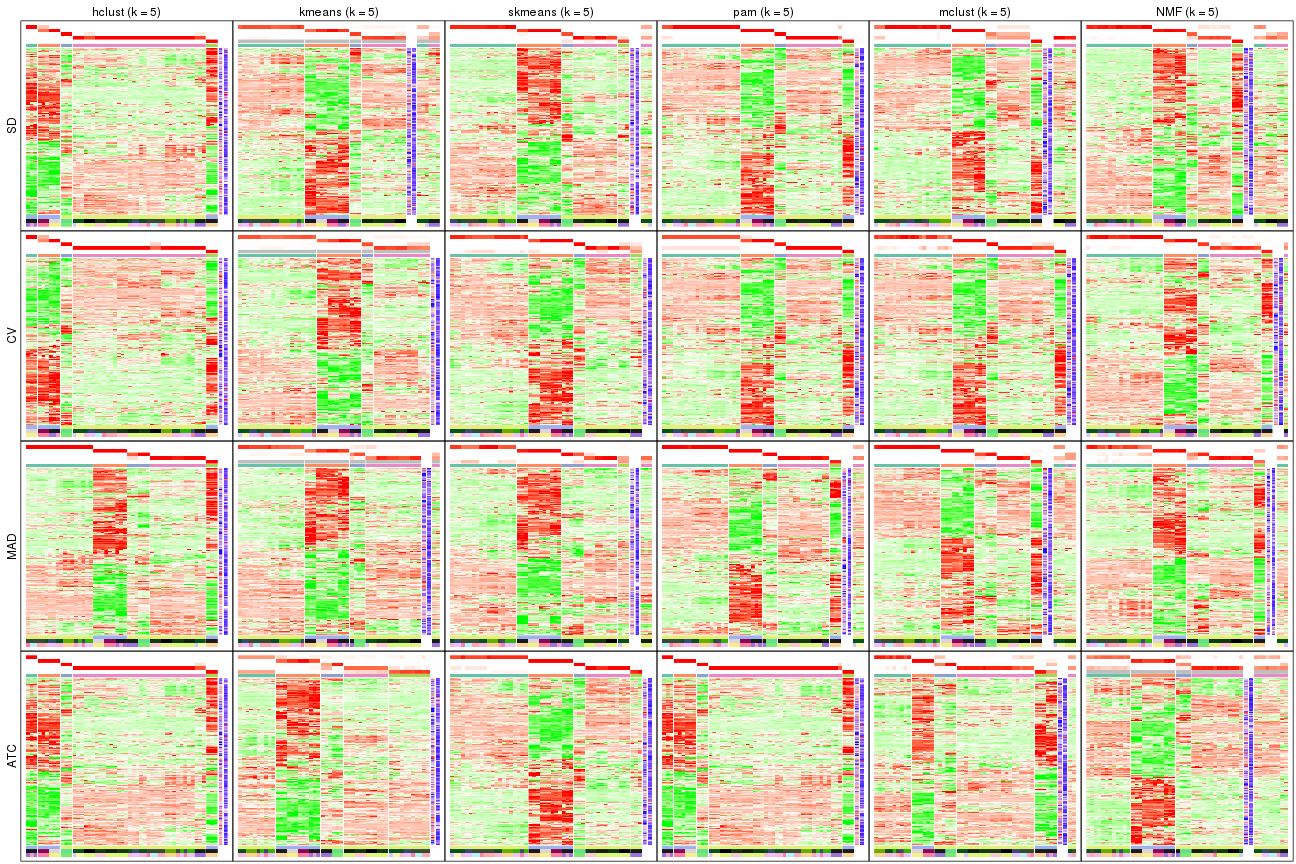 hclust (k = 5) kmeans (k = 5) skmeans (k = 5) pam (k = 5) mclust (k = 5) NMF (k = 5)
SD
CV
MAD
ATC